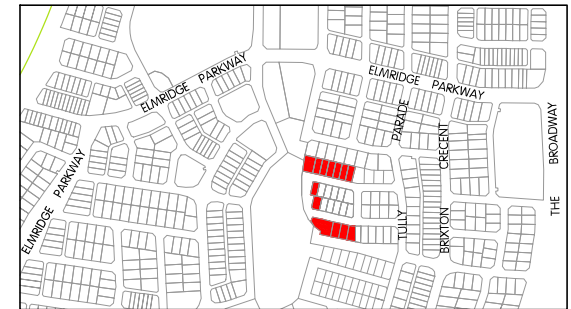 ELMRIDGE PARKWAY
ELMRIDGE PARKWAY
ELMRIDGE PARKWAY
TULLY PARADE
BRIXTON CRECENT
THE BROADWAY